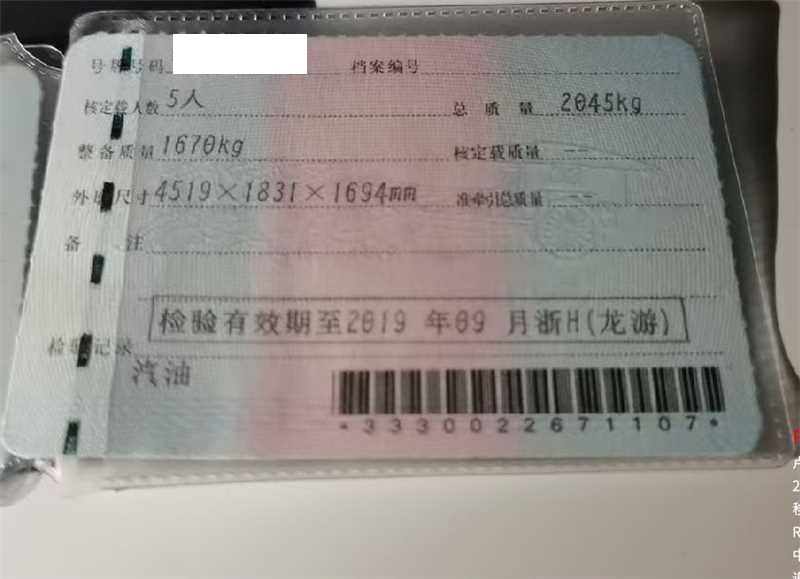 号牌号码 档案编号
核定载人数 5人 总质量 2045kg
整备质量 1670kg 核定载质量 --
外廓尺寸 4519×1831×1694mm 准牵引总质量 --
备注
检验有效期至2019年09月浙H(龙游)
检验记录
汽油
*3330022671107*